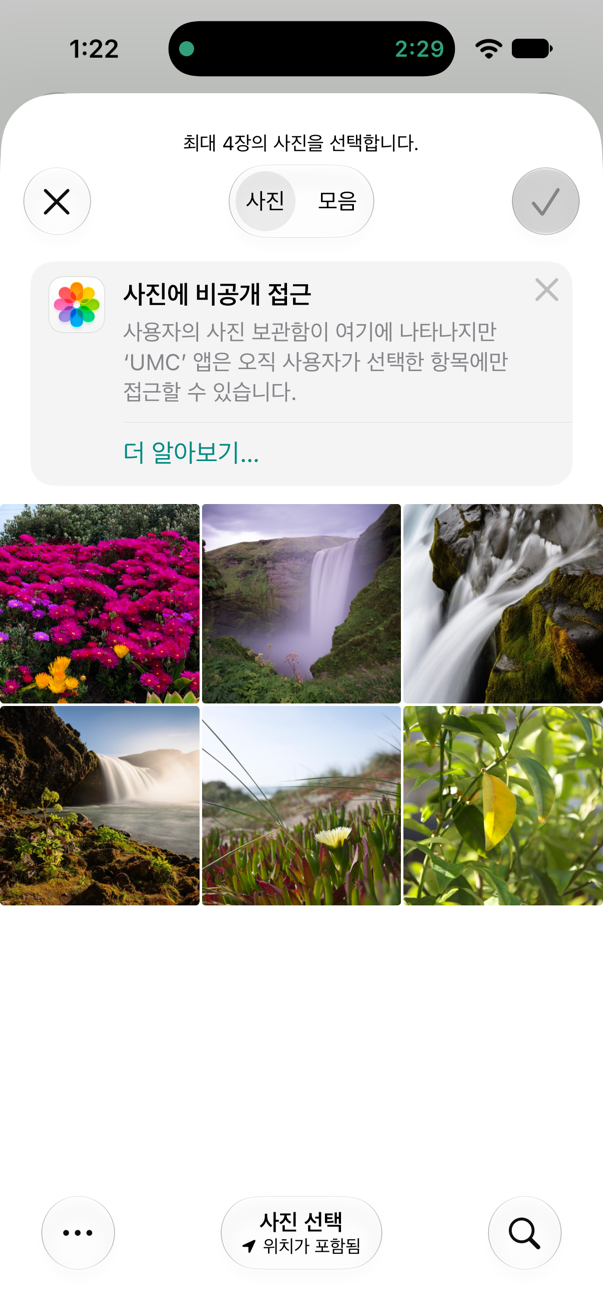 1:22
2:29
최대 4장의 사진을 선택합니다.
사진
모음
사진에 비공개 접근
사용자의 사진 보관함이 여기에 나타나지만
‘UMC’ 앱은 오직 사용자가 선택한 항목에만
접근할 수 있습니다.
더 알아보기...
사진 선택
위치가 포함됨